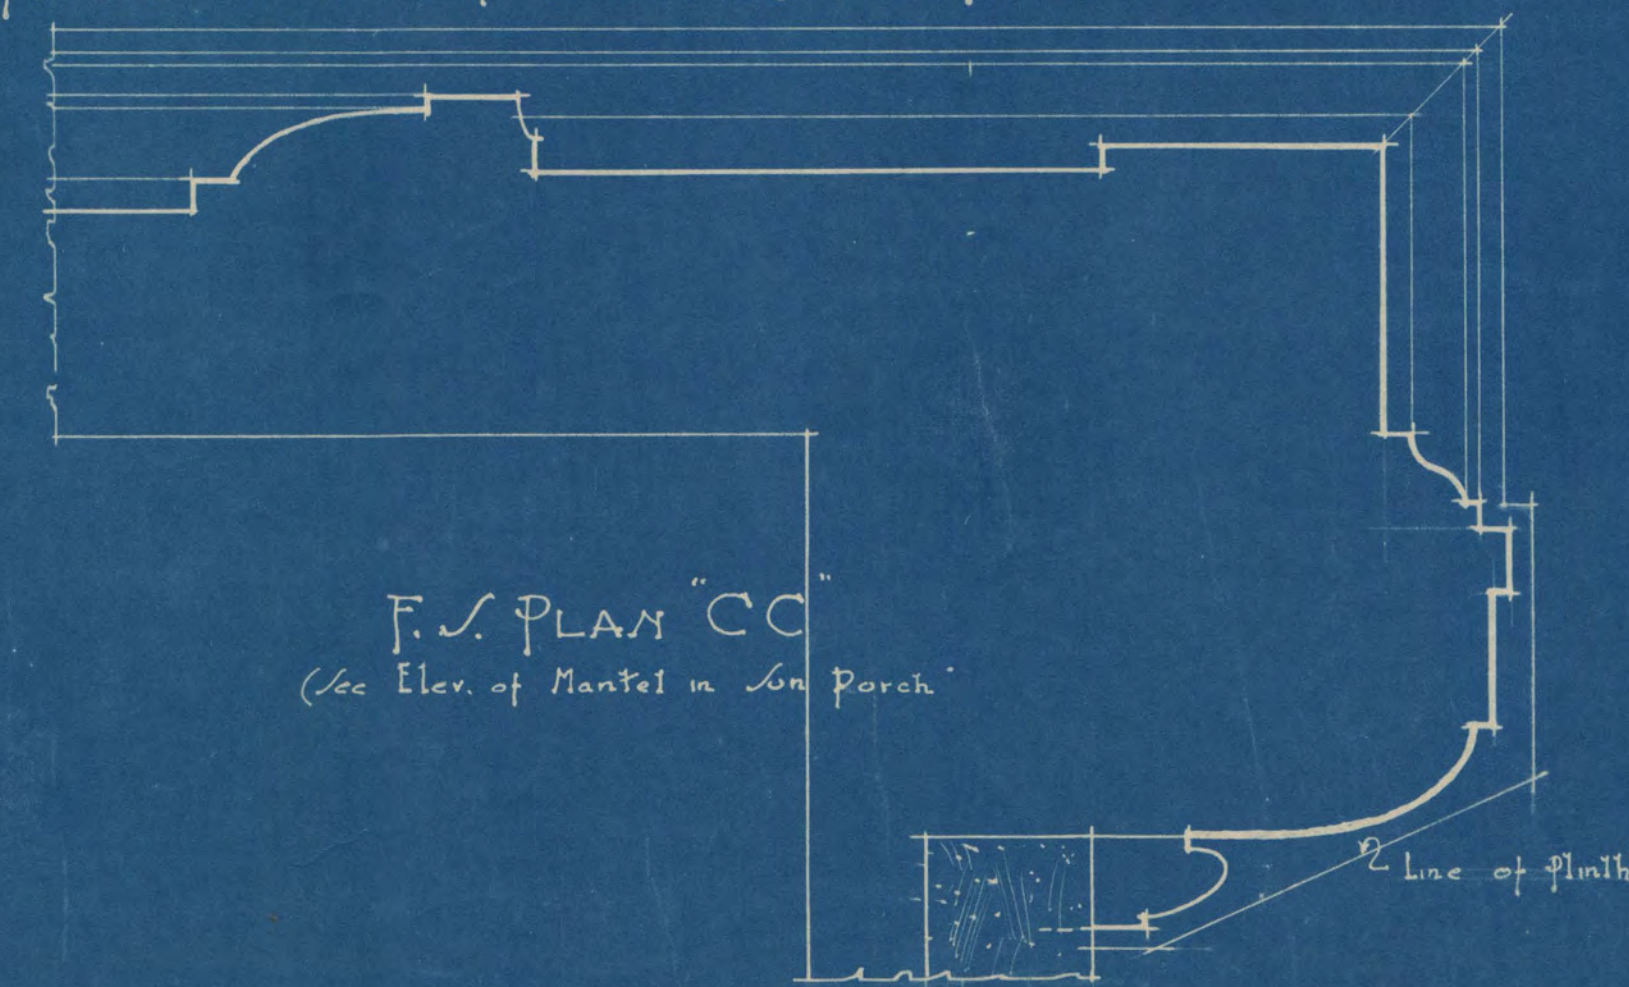 F. S. PLAN "CC"
(See Elev. of Mantel in Sun Porch
Line of Plinth